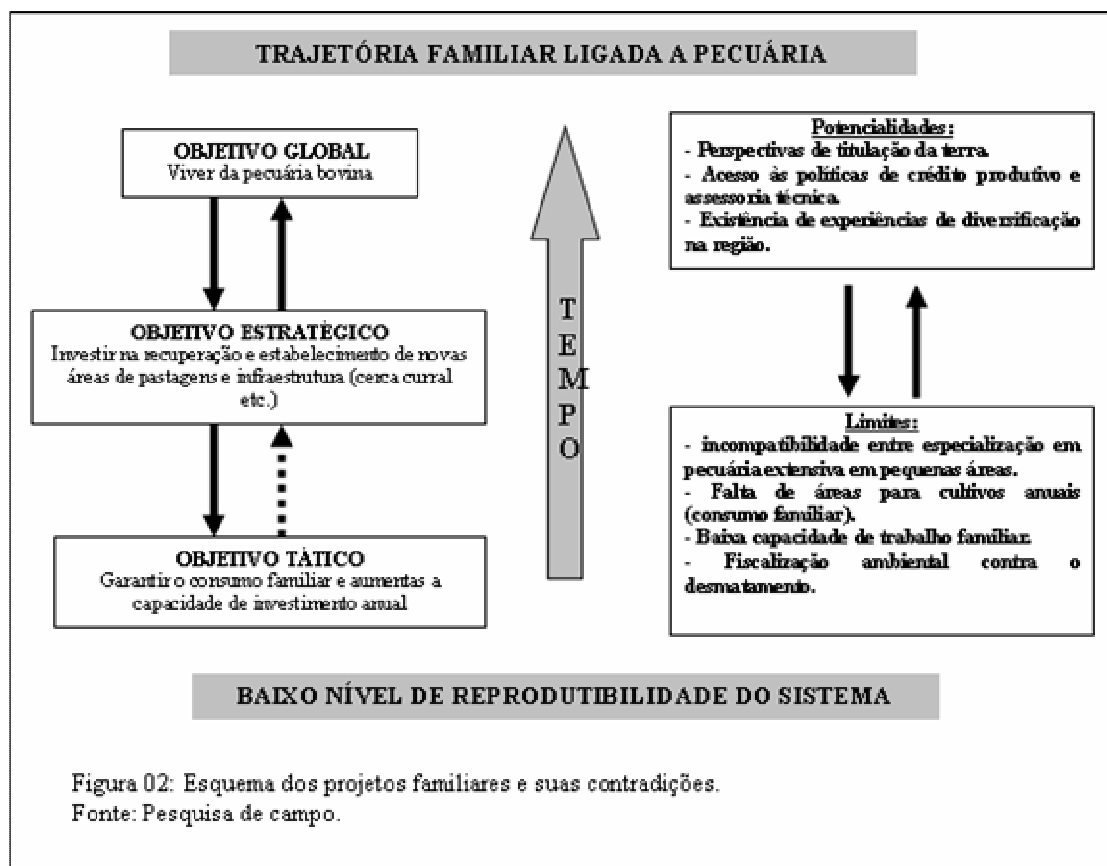 TRAJETÓRIA FAMILIAR LIGADA A PECUÁRIA
OBJETIVO GLOBAL
Viver da pecuária bovina
OBJETIVO ESTRATÉGICO
Investir na recuperação e estabelecimento de novas
áreas de pastagens e infraestrutura (cerca curral
etc.)
OBJETIVO TÁTICO
Garantir o consumo familiar e aumentas a
capacidade de investimento anual
T
E
M
P
O
Potencialidades:
- Perspectivas de titulação da terra.
- Acesso às políticas de crédito produtivo e
assessoria técnica.
- Existência de experiências de diversificação
na região.
Limites:
- incompatibilidade entre especialização em
pecuária extensiva em pequenas áreas.
- Falta de áreas para cultivos anuais
(consumo familiar).
- Baixa capacidade de trabalho familiar.
- Fiscalização ambiental contra o
desmatamento.
BAIXO NÍVEL DE REPRODUTIBILIDADE DO SISTEMA
Figura 02: Esquema dos projetos familiares e suas contradições.
Fonte: Pesquisa de campo.